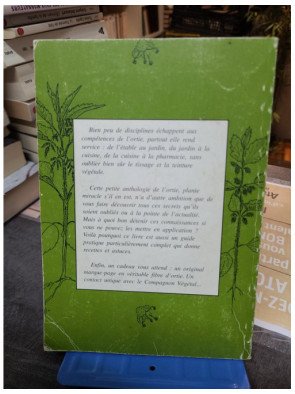 Bien peu de disciplines échappent aux
compétences de l'ortie, partout elle rend
service : de l'étable au jardin, du jardin à la
cuisine, de la cuisine à la pharmacie, sans
oublier bien sûr le tissage et la teinture
végétale.
Cette petite anthologie de l'ortie, plante
miracle s'il en est, n'a d'autre ambition que de
vous faire découvrir tous ces secrets qu'ils
soient oubliés ou à la pointe de l'actualité.
Mais à quoi bon détenir ces connaissances si
vous ne pouvez les mettre en application ?
Voilà pourquoi ce livre est aussi un guide
pratique particulièrement complet qui donne
recettes et astuces.
Enfin, un cadeau vous attend : un original
marque-page en véritable fibre d'ortie. Un
contact unique avec le Compagnon Végétal...